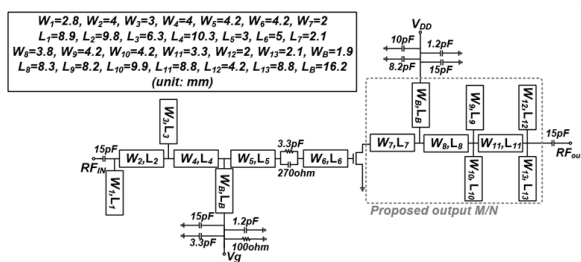 W1=2.8, W2=4, W3=3, W4=4, W5=4.2, W6=4.2, W7=2
L1=8.9, L2=9.8, L3=6.3, L4=10.3, L5=3, L6=5, L7=2.1
W8=3.8, W9=4.2, W10=4.2, W11=3.3, W12=2, W13=2.1, WB=1.9
L8=8.3, L9=8.2, L10=9.9, L11=8.8, L12=4.2, L13=8.8, LB=16.2
(unit: mm)
VDD
10pF
1.2pF
8.2pF
15pF
WB,LB
W9,L9
W12,L12
W3,L3
15pF
RFIN
W2,L2
W4,L4
W5,L5
3.3pF
270ohm
W6,L6
W7,L7
W8,L8
W11,L11
15pF
RFou
W1,L1
WB,LB
W10,L10
W13,L13
Proposed output M/N
15pF
1.2pF
3.3pF
100ohm
Vg